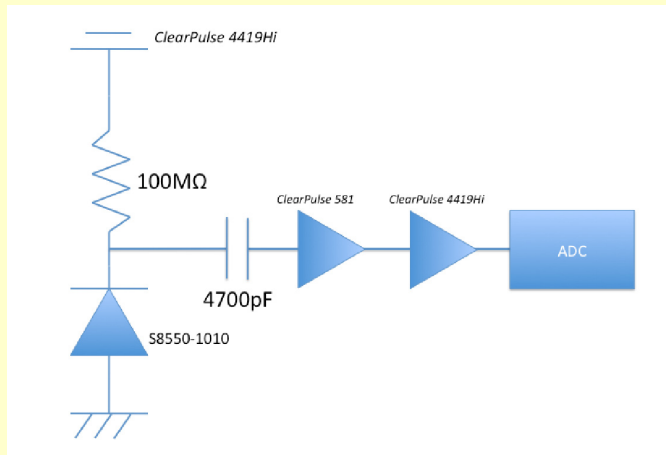 ClearPulse 4419Hi
100MΩ
ClearPulse 581
ClearPulse 4419Hi
ADC
4700pF
S8550-1010